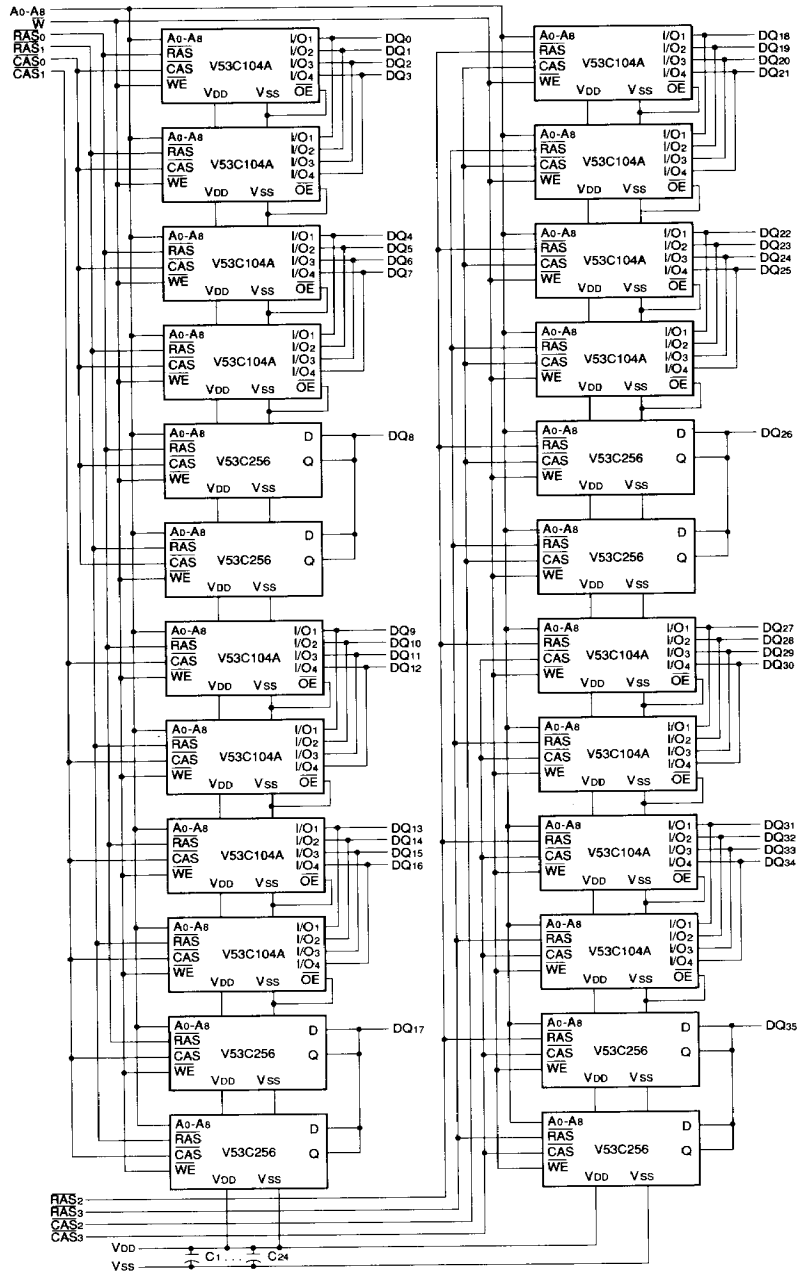 A0-A8
W
RAS0
RAS1
CAS0
CAS1
A0-A8 I/O1 DQ0
RAS I/O2 DQ1
CAS V53C104A I/O3 DQ2
WE I/O4 DQ3
VDD VSS OE
A0-A8 I/O1
RAS I/O2
CAS V53C104A I/O3
WE I/O4
VDD VSS OE
A0-A8 I/O1 DQ4
RAS I/O2 DQ5
CAS V53C104A I/O3 DQ6
WE I/O4 DQ7
VDD VSS OE
A0-A8 I/O1
RAS I/O2
CAS V53C104A I/O3
WE I/O4
VDD VSS OE
A0-A8 D DQ8
RAS
CAS V53C256 Q
WE
VDD VSS
A0-A8 D
RAS
CAS V53C256 Q
WE
VDD VSS
A0-A8 I/O1 DQ9
RAS I/O2 DQ10
CAS V53C104A I/O3 DQ11
WE I/O4 DQ12
VDD VSS OE
A0-A8 I/O1
RAS I/O2
CAS V53C104A I/O3
WE I/O4
VDD VSS OE
A0-A8 I/O1 DQ13
RAS I/O2 DQ14
CAS V53C104A I/O3 DQ15
WE I/O4 DQ16
VDD VSS OE
A0-A8 I/O1
RAS I/O2
CAS V53C104A I/O3
WE I/O4
VDD VSS OE
A0-A8 D DQ17
RAS
CAS V53C256 Q
WE
VDD VSS
A0-A8 D
RAS
CAS V53C256 Q
WE
VDD VSS
A0-A8 I/O1 DQ18
RAS I/O2 DQ19
CAS V53C104A I/O3 DQ20
WE I/O4 DQ21
VDD VSS OE
A0-A8 I/O1
RAS I/O2
CAS V53C104A I/O3
WE I/O4
VDD VSS OE
A0-A8 I/O1 DQ22
RAS I/O2 DQ23
CAS V53C104A I/O3 DQ24
WE I/O4 DQ25
VDD VSS OE
A0-A8 I/O1
RAS I/O2
CAS V53C104A I/O3
WE I/O4
VDD VSS OE
A0-A8 D DQ26
RAS
CAS V53C256 Q
WE
VDD VSS
A0-A8 D
RAS
CAS V53C256 Q
WE
VDD VSS
A0-A8 I/O1 DQ27
RAS I/O2 DQ28
CAS V53C104A I/O3 DQ29
WE I/O4 DQ30
VDD VSS OE
A0-A8 I/O1
RAS I/O2
CAS V53C104A I/O3
WE I/O4
VDD VSS OE
A0-A8 I/O1 DQ31
RAS I/O2 DQ32
CAS V53C104A I/O3 DQ33
WE I/O4 DQ34
VDD VSS OE
A0-A8 I/O1
RAS I/O2
CAS V53C104A I/O3
WE I/O4
VDD VSS OE
A0-A8 D DQ35
RAS
CAS V53C256 Q
WE
VDD VSS
A0-A8 D
RAS
CAS V53C256 Q
WE
VDD VSS
RAS2
RAS3
CAS2
CAS3
VDD
C1 . . . C24
VSS